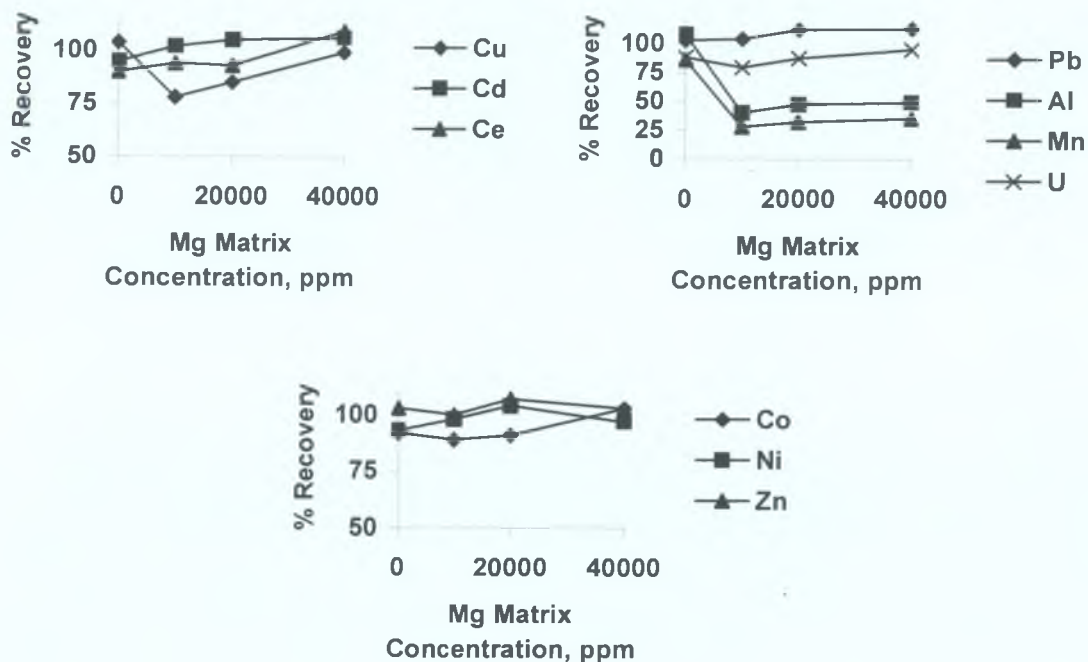 % Recovery
100
75
50
0 20000 40000
Mg Matrix
Concentration, ppm
Cu
Cd
Ce
% Recovery
100
75
50
25
0
0 20000 40000
Mg Matrix
Concentration, ppm
Pb
Al
Mn
U
% Recovery
100
75
50
0 20000 40000
Mg Matrix
Concentration, ppm
Co
Ni
Zn